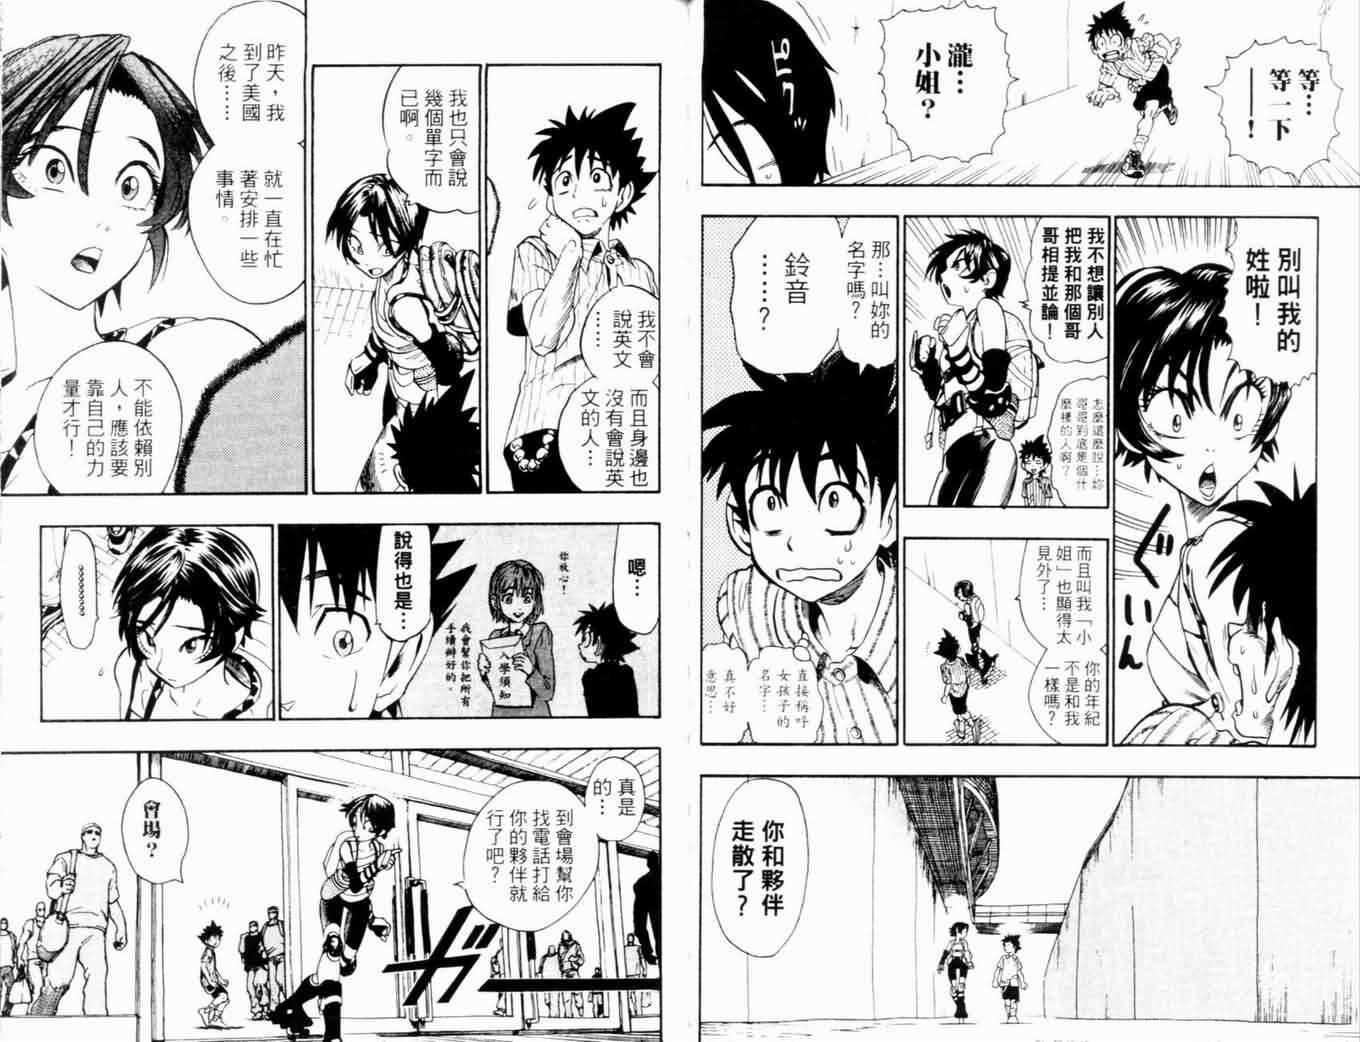 等…
等一下
——！
瀧…
小姐？
ピクッ
別叫我的
姓啦！
ぐいん
我不想讓別人
把我和那個哥
哥相提並論！
怎麼這麼說…妳
哥哥到底是個什
麼樣的人啊？
而且叫我「小
姐」也顯得太
見外了…
你的年紀
不是和我
一樣嗎？
那…叫妳的
名字嗎？
鈴音
……？
直接稱呼
女孩子的
名字…
真不好
意思…
你和夥伴
走散了？
我不會
說英文
……
而且身邊也
沒有會說英
文的人…
我也只會說
幾個單字而
已啊。
昨天，我
到了美國
之後……
就一直在忙
著安排一些
事情。
不能依賴別
人，應該要
靠自己的力
量才行！
嗯…
你放心！
入學須知
我會幫你把所有
手續辦好的。
說得也是…
………
真是
的…
到會場幫你
找電話打給
你的夥伴就
行了吧？
ガー
會場？